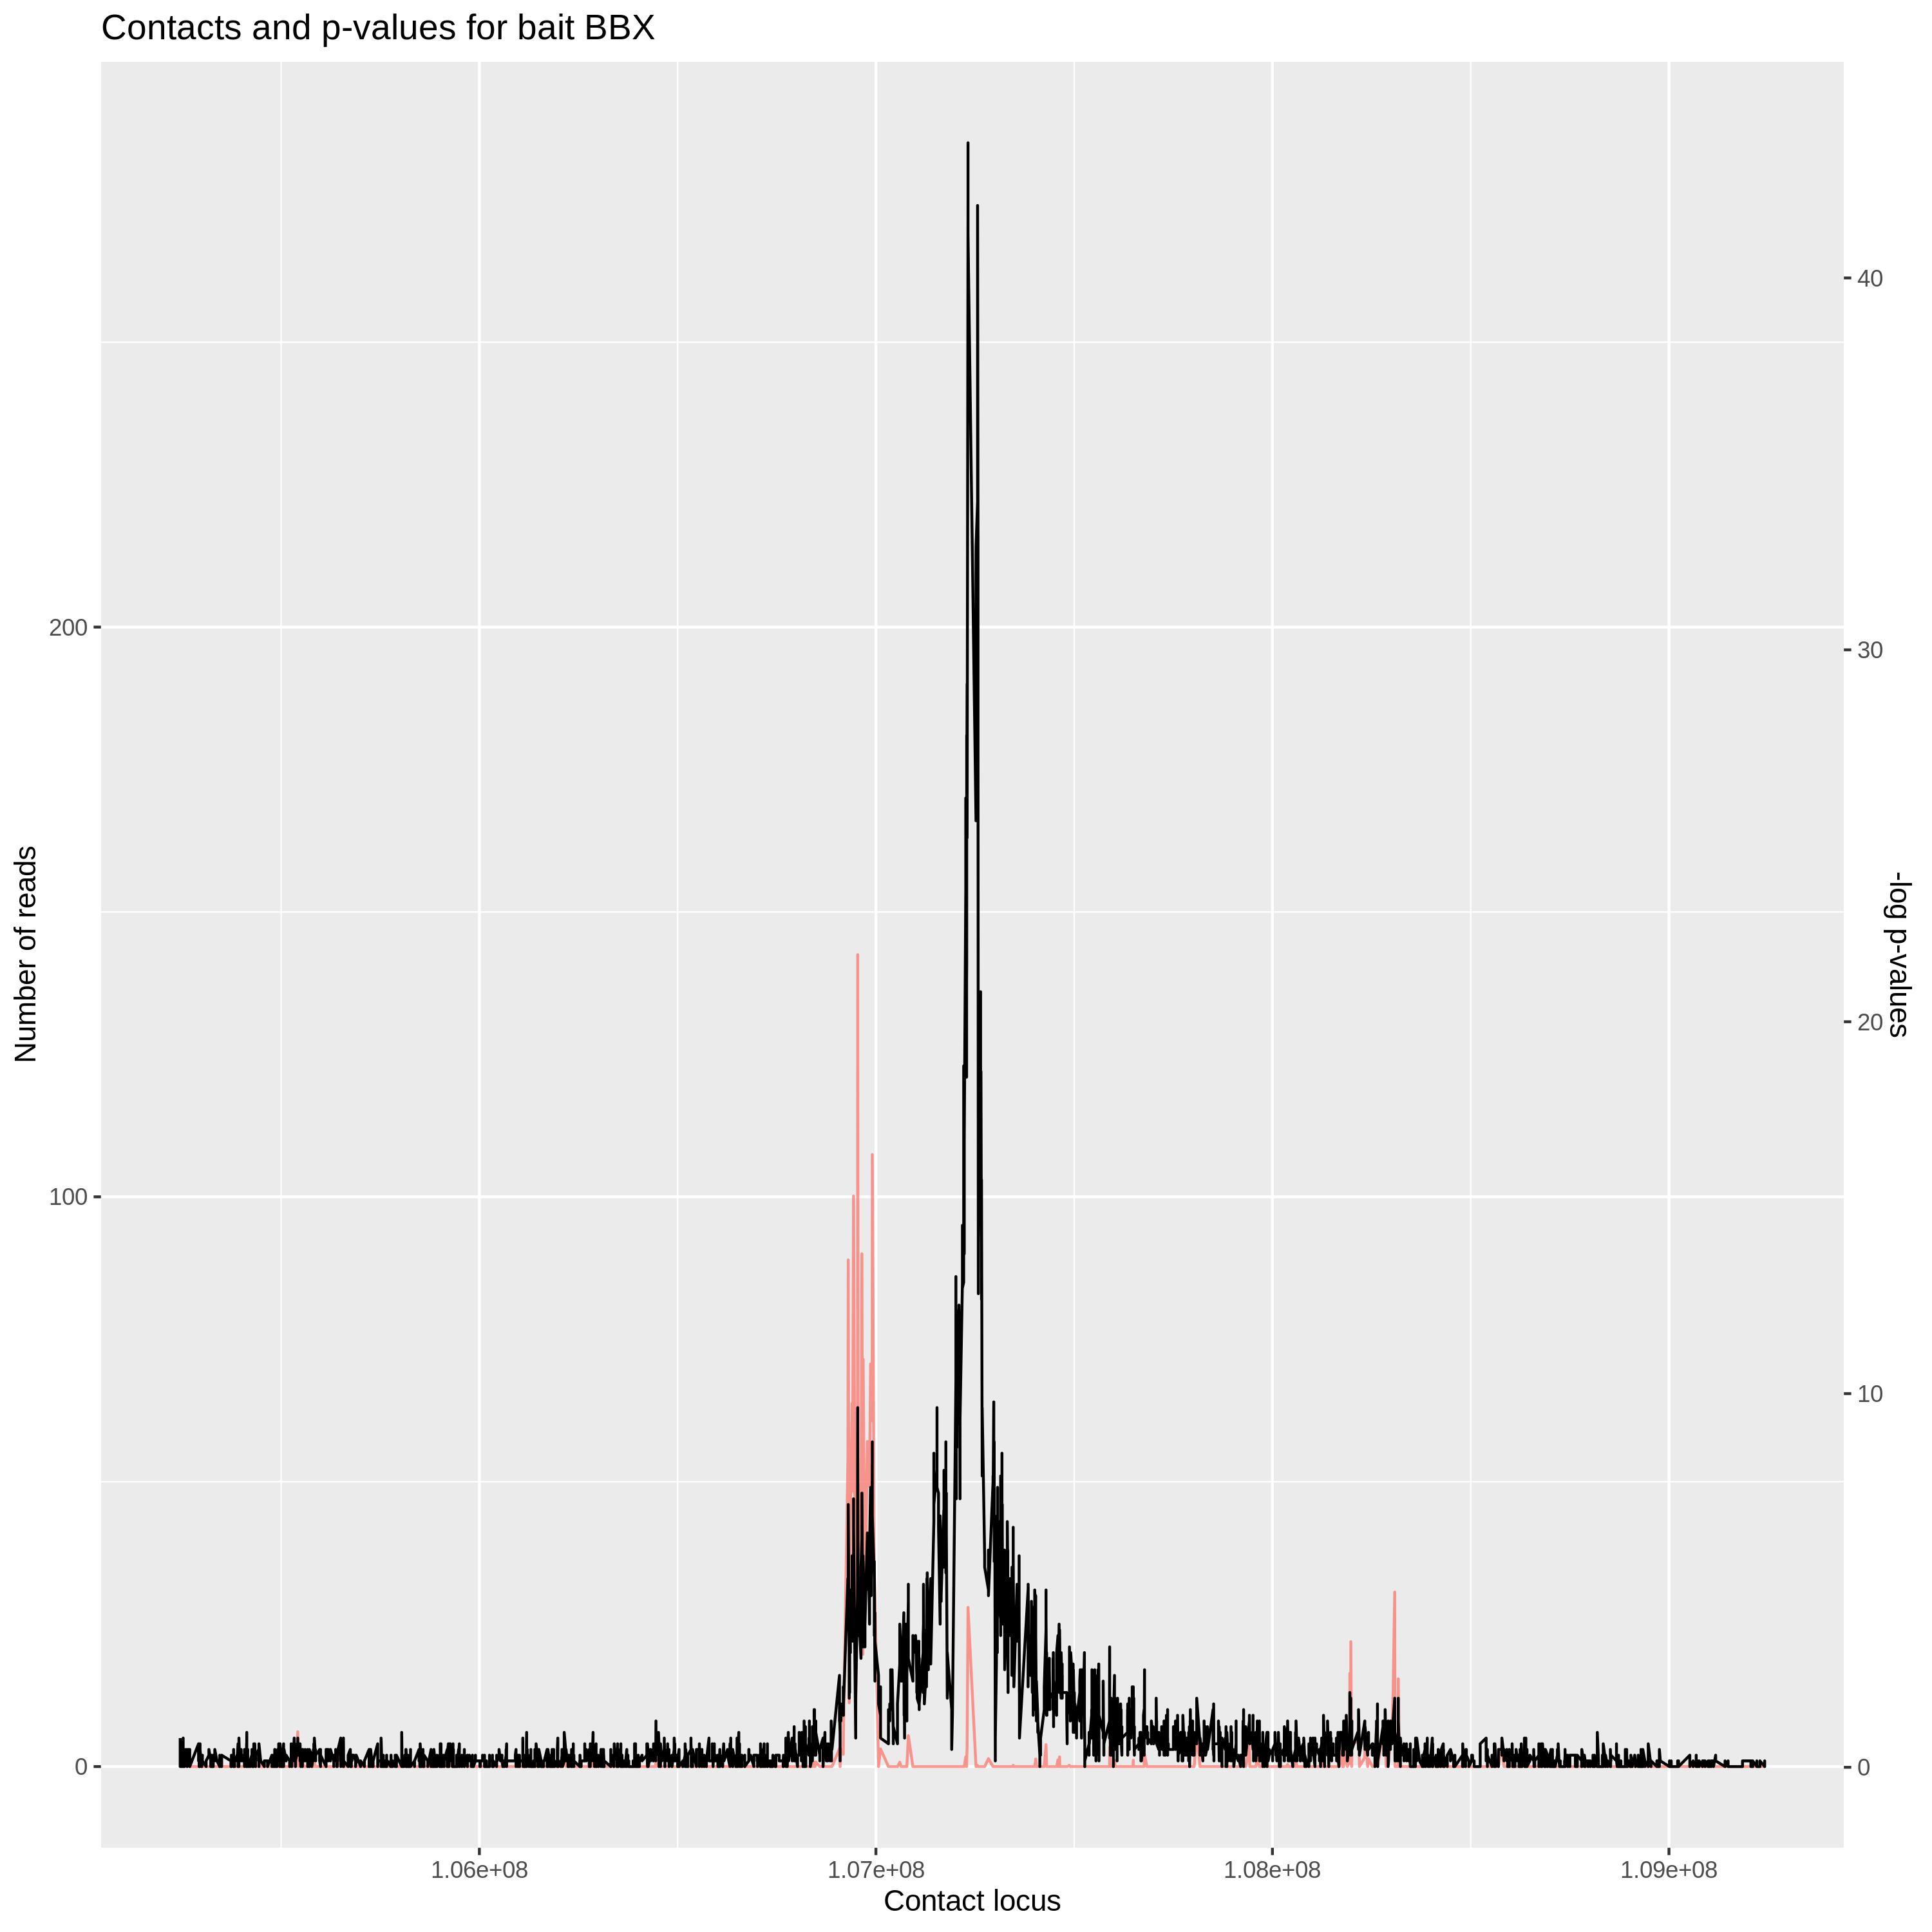 Contacts and p-values for bait BBX
Number of reads
200
100
0
40
30
20
10
0
-log p-values
1.06e+08
1.07e+08
1.08e+08
1.09e+08
Contact locus